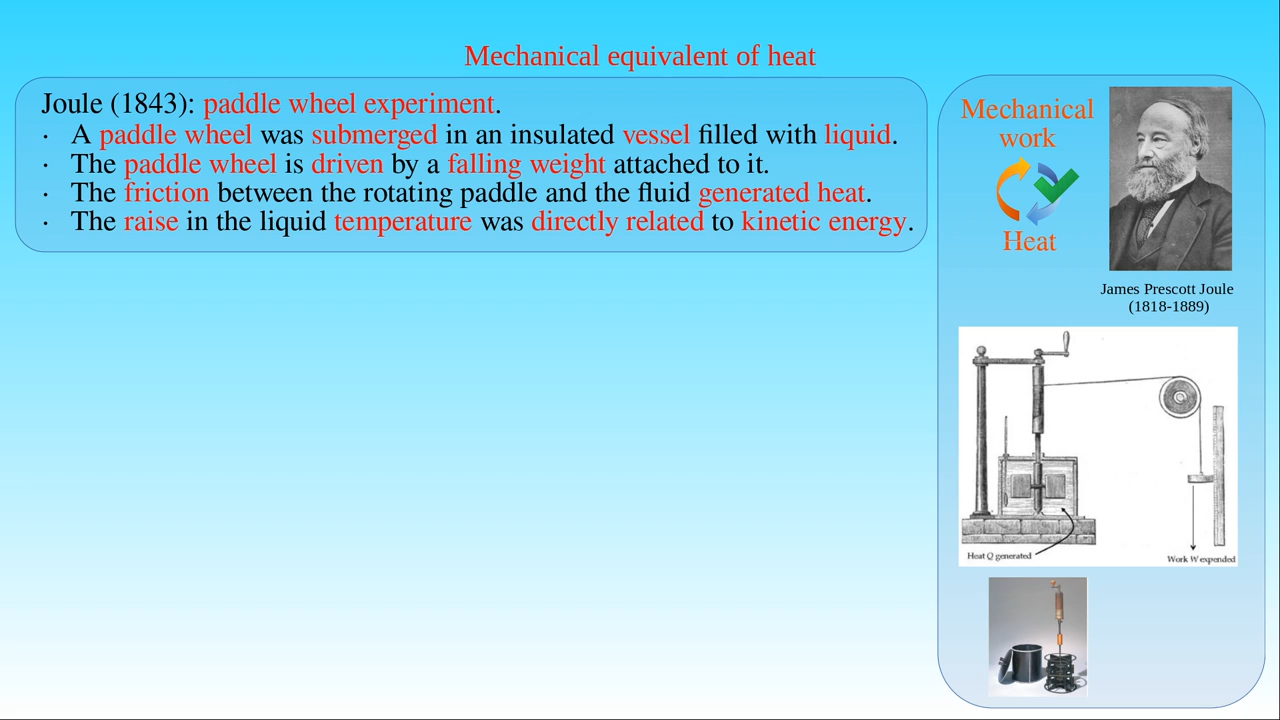 Mechanical equivalent of heat
Joule (1843): paddle wheel experiment.
· A paddle wheel was submerged in an insulated vessel filled with liquid.
· The paddle wheel is driven by a falling weight attached to it.
· The friction between the rotating paddle and the fluid generated heat.
· The raise in the liquid temperature was directly related to kinetic energy.
Mechanical
work
Heat
James Prescott Joule
(1818-1889)
Heat Q generated
Work W expended